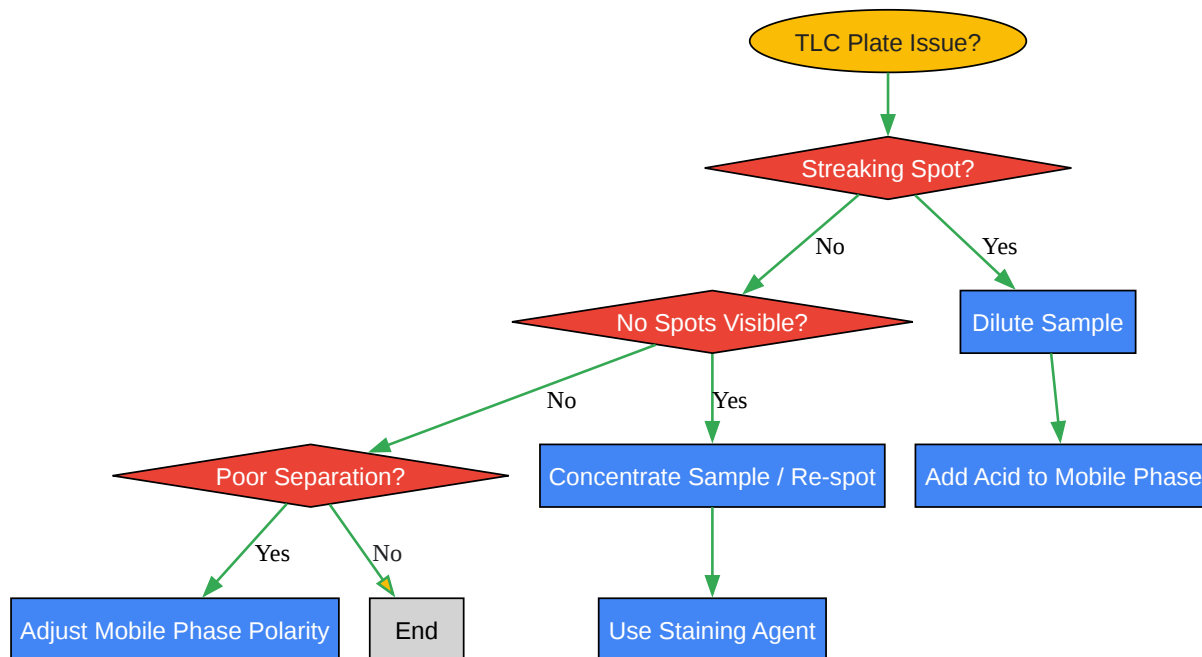 TLC Plate Issue?
Streaking Spot?
No
Yes
No Spots Visible?
Dilute Sample
No
Yes
Poor Separation?
Concentrate Sample / Re-spot
Add Acid to Mobile Phase
Yes
No
Adjust Mobile Phase Polarity
End
Use Staining Agent